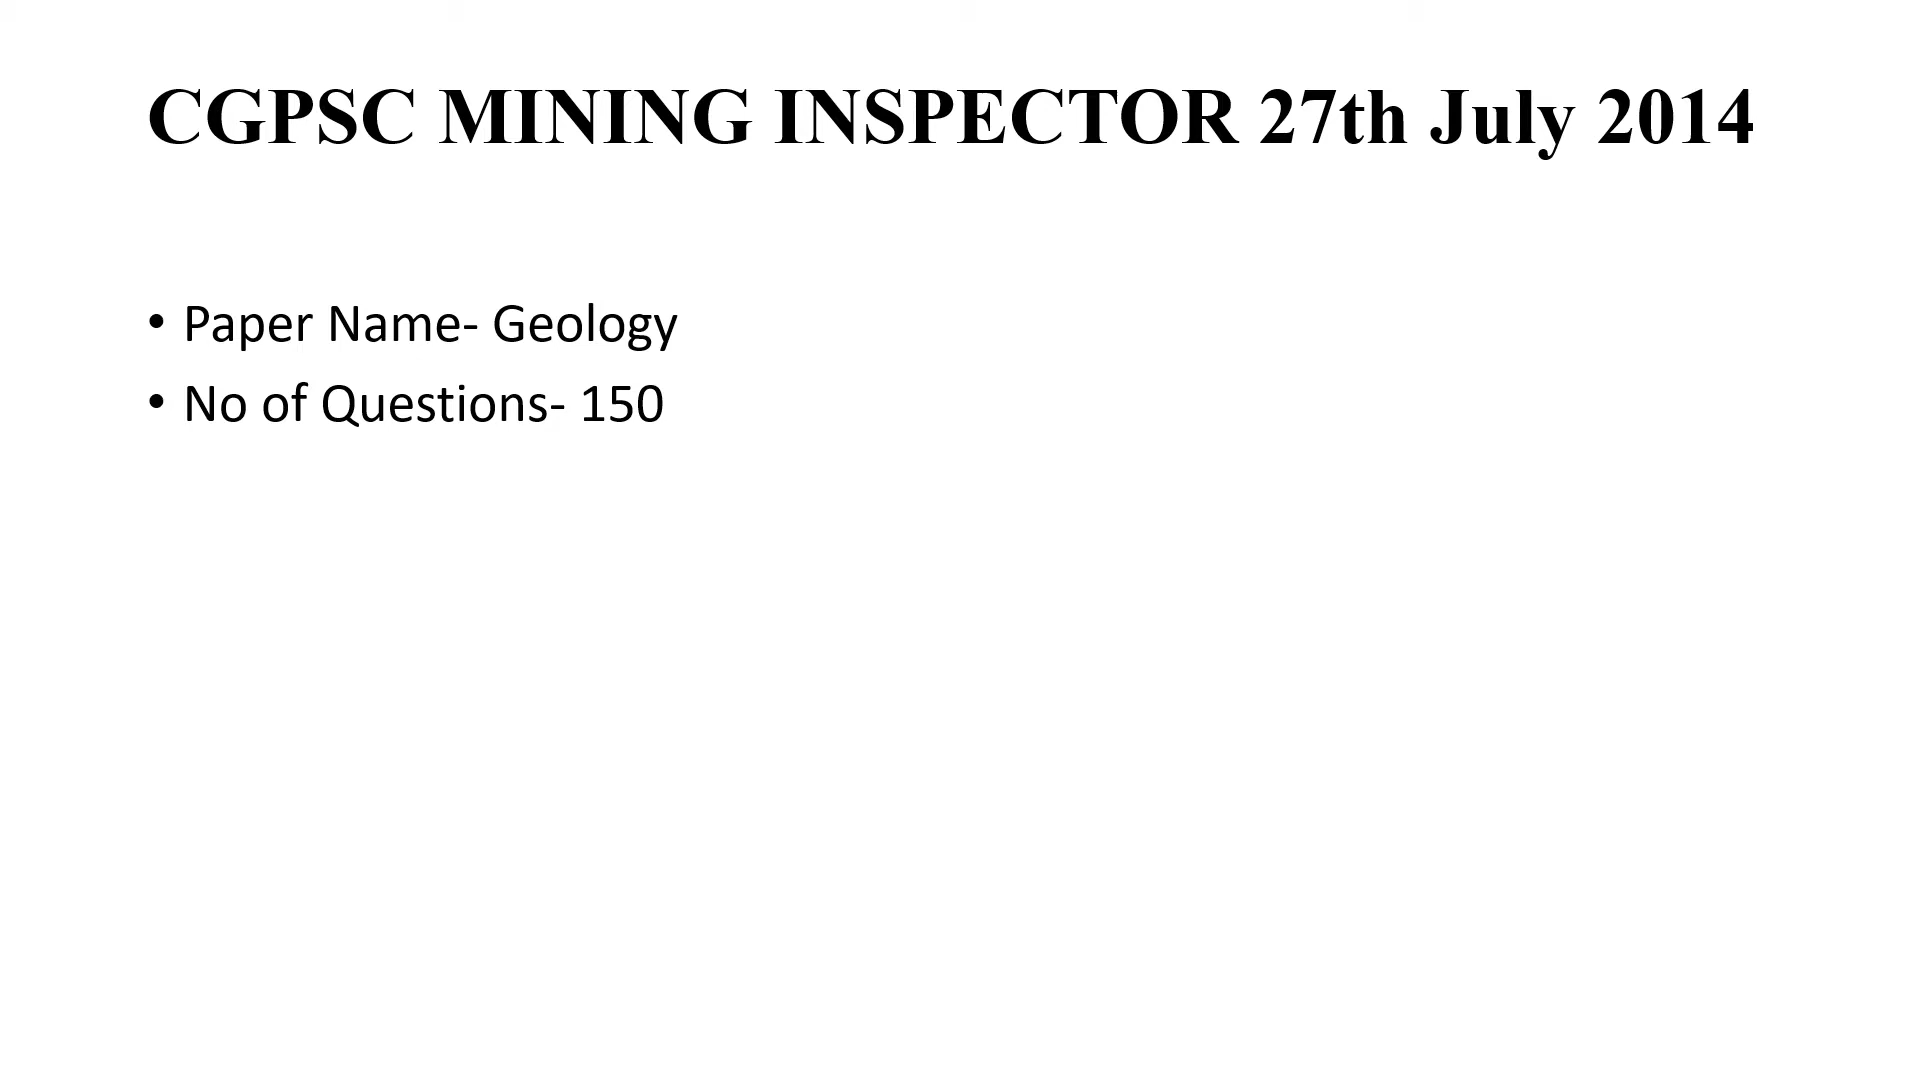 CGPSC MINING INSPECTOR 27th July 2014
• Paper Name- Geology
• No of Questions- 150